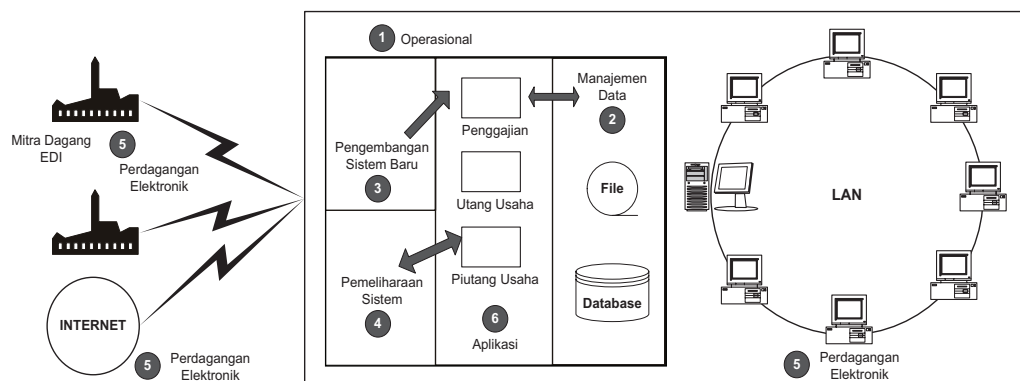 1 Operasional
Mitra Dagang
EDI
5
Perdagangan
Elektronik
INTERNET
5 Perdagangan
Elektronik
Pengembangan
Sistem Baru
3
Pemeliharaan
Sistem
4
Penggajian
Utang Usaha
Piutang Usaha
6
Aplikasi
Manajemen
Data
2
File
Database
LAN
5 Perdagangan
Elektronik